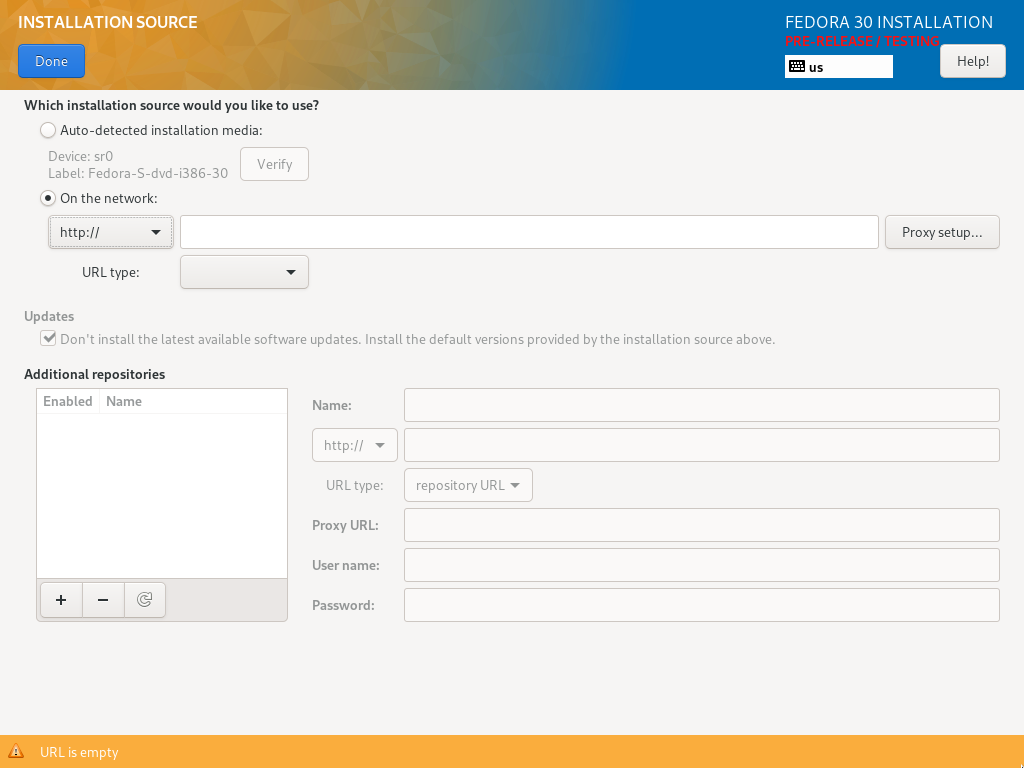 INSTALLATION SOURCE
FEDORA 30 INSTALLATION
PRE-RELEASE / TESTING
Done
us
Help!
Which installation source would you like to use?
Auto-detected installation media:
Device: sr0
Label: Fedora-S-dvd-i386-30
Verify
On the network:
http://
Proxy setup...
URL type:
Updates
Don't install the latest available software updates. Install the default versions provided by the installation source above.
Additional repositories
Enabled Name
Name:
http://
URL type: repository URL
Proxy URL:
User name:
Password:
URL is empty